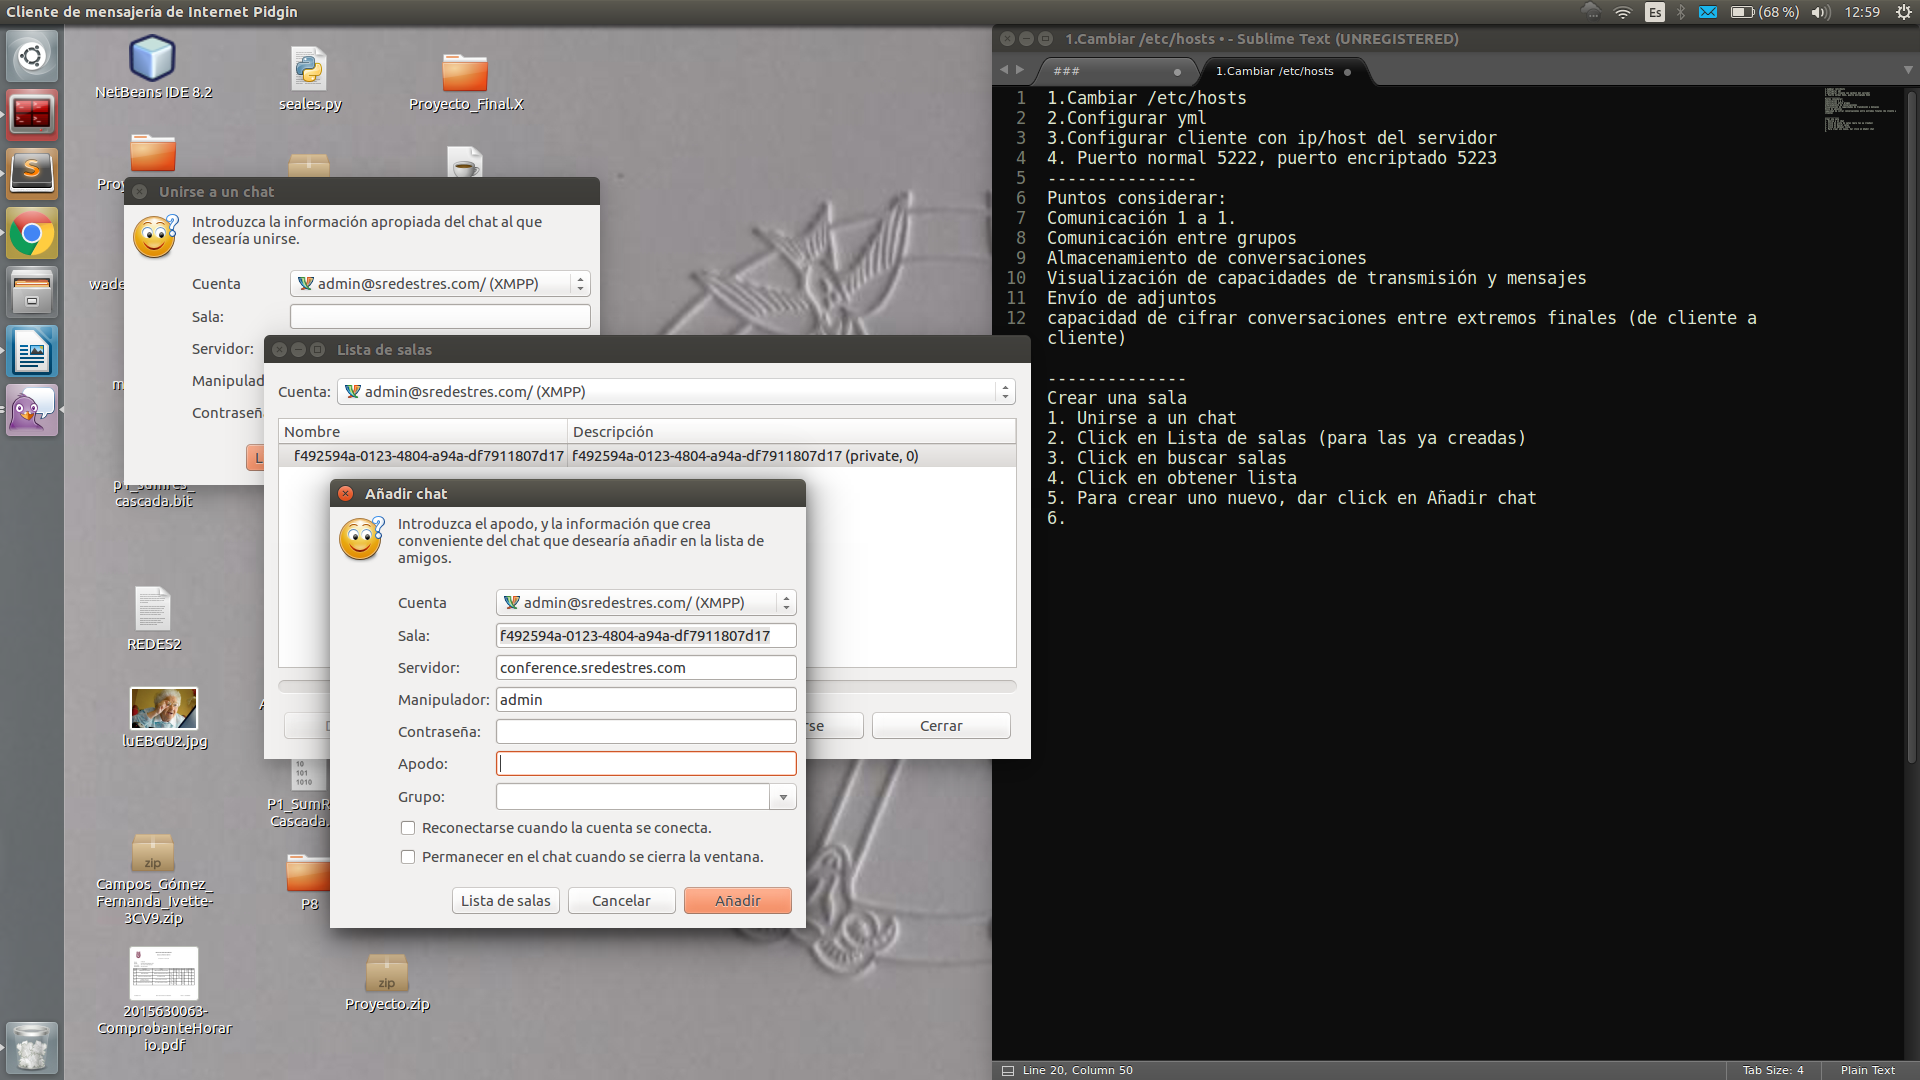 Cliente de mensajería de Internet Pidgin
Es
(68 %)
12:59
NetBeans IDE 8.2
seales.py
Proyecto_Final.X
Unirse a un chat
Introduzca la información apropiada del chat al que
desearía unirse.
Cuenta
admin@sredestres.com/ (XMPP)
Sala:
Servidor:
Contraseña
Lista de salas
Cuenta:
admin@sredestres.com/ (XMPP)
Nombre
Descripción
f492594a-0123-4804-a94a-df7911807d17
f492594a-0123-4804-a94a-df7911807d17 (private, 0)
Cerrar
cascada.bit
Añadir chat
Introduzca el apodo, y la información que crea
conveniente del chat que desearía añadir en la lista de
amigos.
Cuenta
admin@sredestres.com/ (XMPP)
Sala:
f492594a-0123-4804-a94a-df7911807d17
Servidor:
conference.sredestres.com
Manipulador:
admin
Contraseña:
Apodo:
Grupo:
Reconectarse cuando la cuenta se conecta.
Permanecer en el chat cuando se cierra la ventana.
Lista de salas
Cancelar
Añadir
REDES2
luEBGU2.jpg
10
101
1010
P1_SumR
Cascada.
zip
Campos_Gómez_
Fernanda_Ivette-
3CV9.zip
P8
2015630063-
ComprobanteHorar
io.pdf
zip
Proyecto.zip
1.Cambiar /etc/hosts • - Sublime Text (UNREGISTERED)
###
1.Cambiar /etc/hosts
1 1.Cambiar /etc/hosts
2 2.Configurar yml
3 3.Configurar cliente con ip/host del servidor
4 4. Puerto normal 5222, puerto encriptado 5223
5 ---------------
6 Puntos considerar:
7 Comunicación 1 a 1.
8 Comunicación entre grupos
9 Almacenamiento de conversaciones
10 Visualización de capacidades de transmisión y mensajes
11 Envío de adjuntos
12 capacidad de cifrar conversaciones entre extremos finales (de cliente a
cliente)
--------------
Crear una sala
1. Unirse a un chat
2. Click en Lista de salas (para las ya creadas)
3. Click en buscar salas
4. Click en obtener lista
5. Para crear uno nuevo, dar click en Añadir chat
6.
Line 20, Column 50
Tab Size: 4
Plain Text